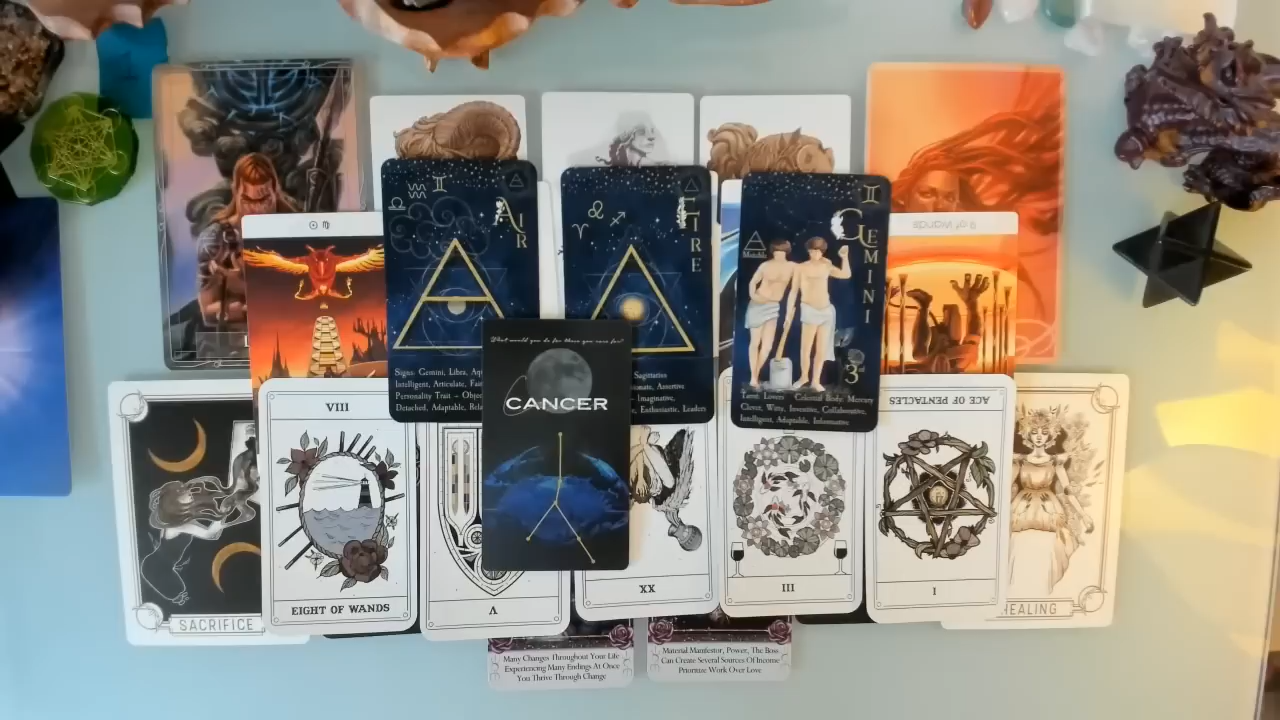 AIR
Signs: Gemini, Libra, Aq
Intelligent, Articulate, Fai
Personality Trait – Objec
Detached, Adaptable, Rela
FIRE
Sagittarius
Assertive
Imaginative,
Enthusiastic, Leaders
GEMINI
Mutable
3rd
Tarot: Lovers Celestial Body: Mercury
Clever, Witty, Inventive, Collaborative,
Intelligent, Adaptable, Informative
What would you do for those you care for?
CANCER
9 of Wands
SACRIFICE
VIII
EIGHT OF WANDS
V
XX
III
ACE OF PENTACLES
I
HEALING
Many Changes Throughout Your Life
Experiencing Many Endings At Once
You Thrive Through Change
Material Manifestor, Power, The Boss
Can Create Several Sources Of Income
Prioritize Work Over Love